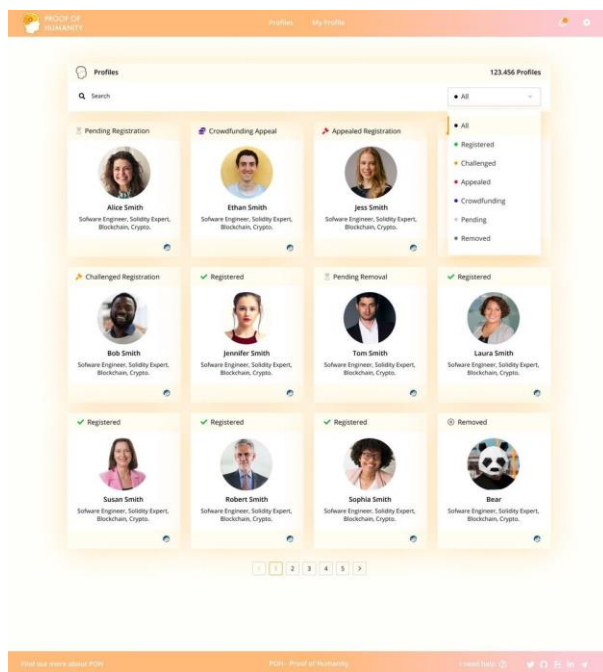 PROOF OF
HUMANITY
Profiles
My Profile
Profiles
123.456 Profiles
Search
All
All
Registered
Challenged
Appealed
Crowdfunding
Pending
Removed
Pending Registration
Crowdfunding Appeal
Appealed Registration
Alice Smith
Ethan Smith
Jess Smith
Sofware Engineer, Solidity Expert,
Blockchain, Crypto.
Sofware Engineer, Solidity Expert,
Blockchain, Crypto.
Sofware Engineer, Solidity Expert,
Blockchain, Crypto.
Challenged Registration
Registered
Pending Removal
Registered
Bob Smith
Jennifer Smith
Tom Smith
Laura Smith
Sofware Engineer, Solidity Expert,
Blockchain, Crypto.
Sofware Engineer, Solidity Expert,
Blockchain, Crypto.
Sofware Engineer, Solidity Expert,
Blockchain, Crypto.
Sofware Engineer, Solidity Expert,
Blockchain, Crypto.
Registered
Registered
Registered
Removed
Susan Smith
Robert Smith
Sophia Smith
Bear
Sofware Engineer, Solidity Expert,
Blockchain, Crypto.
Sofware Engineer, Solidity Expert,
Blockchain, Crypto.
Sofware Engineer, Solidity Expert,
Blockchain, Crypto.
Sofware Engineer, Solidity Expert,
Blockchain, Crypto.
1 2 3 4 5
Find our more about POH
POH - Proof of Humanity
I need help